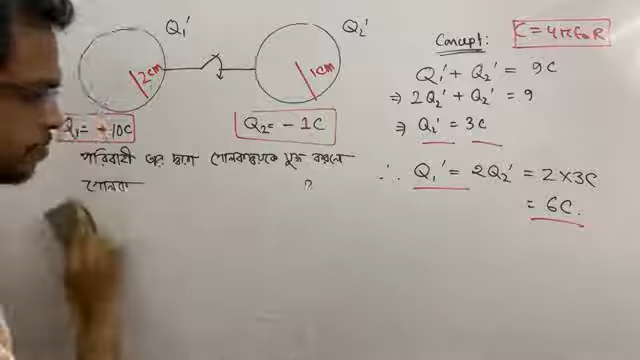 Q₁'
Q₂'
2cm
1cm
Q₁= +10C
Q₂= - 1C
পরিবাহী তার দ্বারা গোলকদ্বয়কে যুক্ত করলে
গোলক
?
Concept:
C = 4πε₀R
Q₁' + Q₂' = 9C
⇒ 2Q₂' + Q₂' = 9
⇒ Q₂' = 3C
∴ Q₁' = 2Q₂' = 2×3C
= 6C.